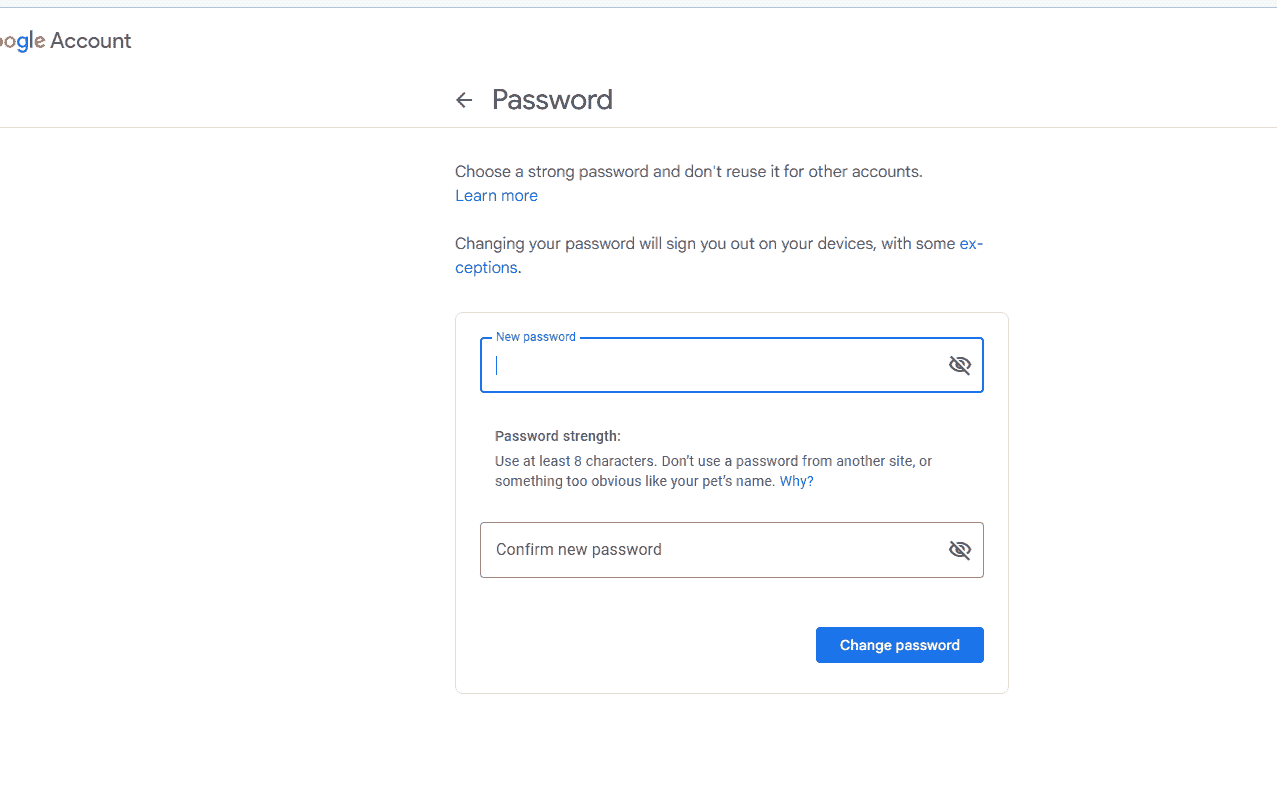 oogle Account
Password
Choose a strong password and don't reuse it for other accounts.
Learn more
Changing your password will sign you out on your devices, with some ex-
ceptions.
New password
Password strength:
Use at least 8 characters. Don't use a password from another site, or
something too obvious like your pet's name. Why?
Confirm new password
Change password